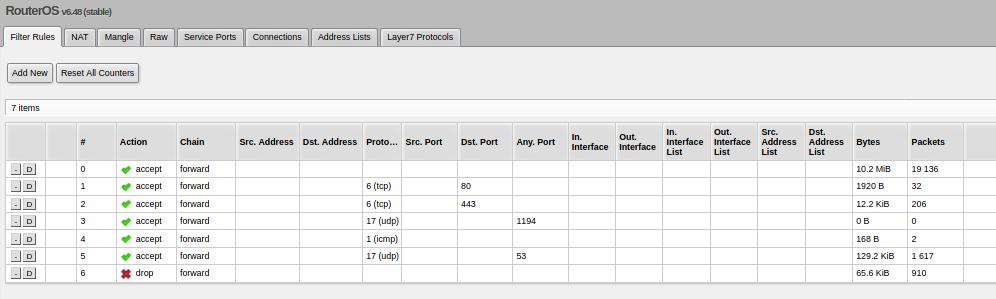 RouterOS v6.48 (stable)
Filter Rules NAT Mangle Raw Service Ports Connections Address Lists Layer7 Protocols
Add New Reset All Counters
7 items
# Action Chain Src. Address Dst. Address Proto... Src. Port Dst. Port Any. Port In. Interface Out. Interface In. Interface List Out. Interface List Src. Address List Dst. Address List Bytes Packets
- D 0 accept forward 10.2 MiB 19 136
- D 1 accept forward 6 (tcp) 80 1920 B 32
- D 2 accept forward 6 (tcp) 443 12.2 KiB 206
- D 3 accept forward 17 (udp) 1194 0 B 0
- D 4 accept forward 1 (icmp) 168 B 2
- D 5 accept forward 17 (udp) 53 129.2 KiB 1 617
- D 6 drop forward 65.6 KiB 910